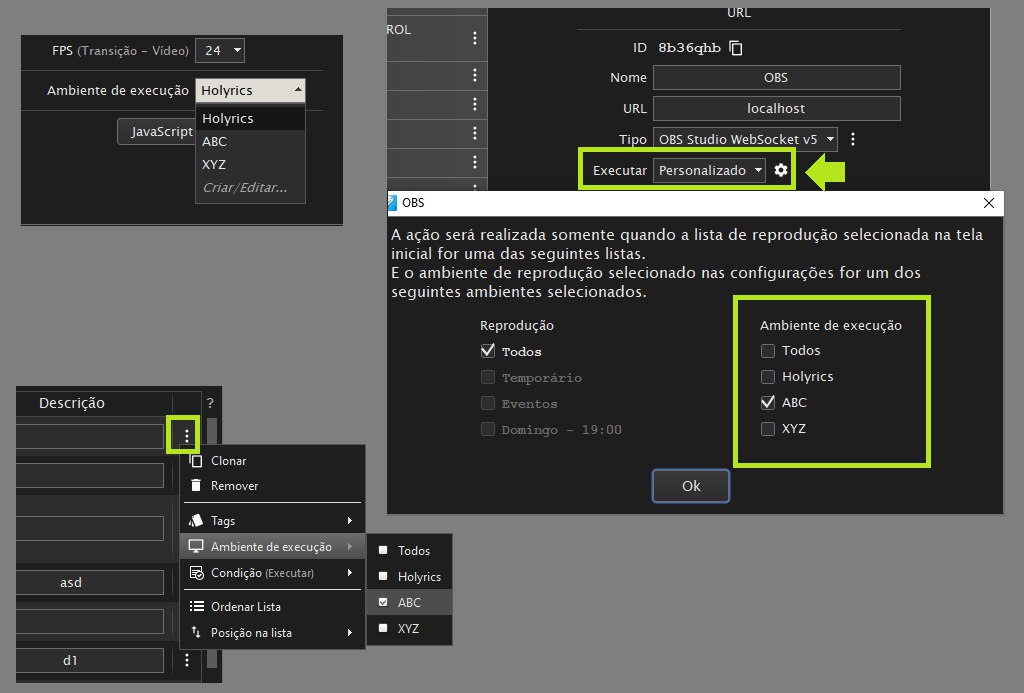 FPS (Transição - Vídeo) 24
Ambiente de execução Holyrics
Holyrics
JavaScript
ABC
XYZ
Criar/Editar...
ROL
URL
ID 8b36qhb
Nome OBS
URL localhost
Tipo OBS Studio WebSocket v5
Executar Personalizado
OBS
A ação será realizada somente quando a lista de reprodução selecionada na tela
inicial for uma das seguintes listas.
E o ambiente de reprodução selecionado nas configurações for um dos
seguintes ambientes selecionados.
Reprodução
Todos
Temporário
Eventos
Domingo - 19:00
Ambiente de execução
Todos
Holyrics
ABC
XYZ
Ok
Descrição ?
Clonar
Remover
Tags
Ambiente de execução
Condição (Executar)
Ordenar Lista
Posição na lista
Todos
Holyrics
ABC
XYZ
asd
d1